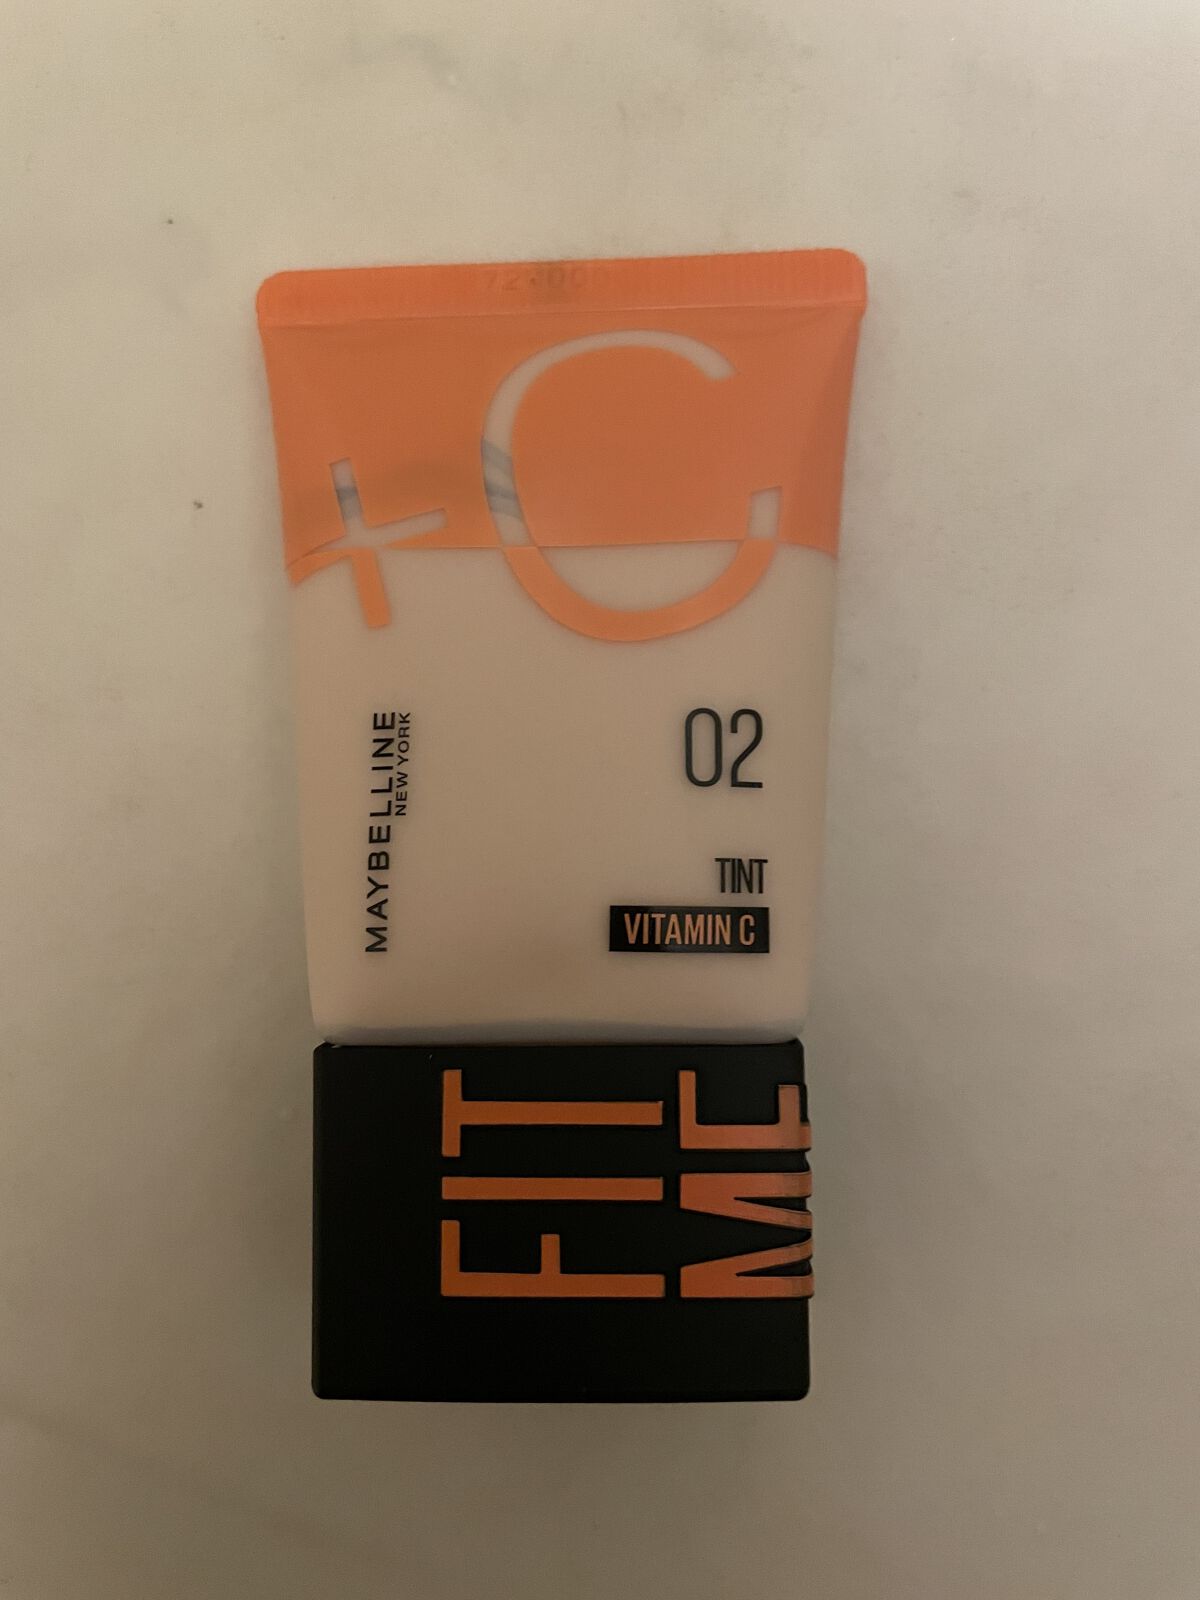 +C
MAYBELLINE
NEW YORK
02
TINT
VITAMIN C
FIT
ME